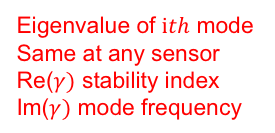 Eigenvalue of ith mode
Same at any sensor
Re(γ) stability index
Im(γ) mode frequency